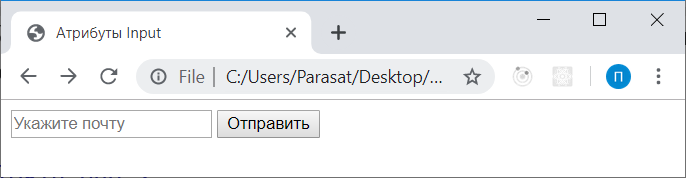 Атрибуты Input
File | C:/Users/Parasat/Desktop/...
П
Укажите почту Отправить